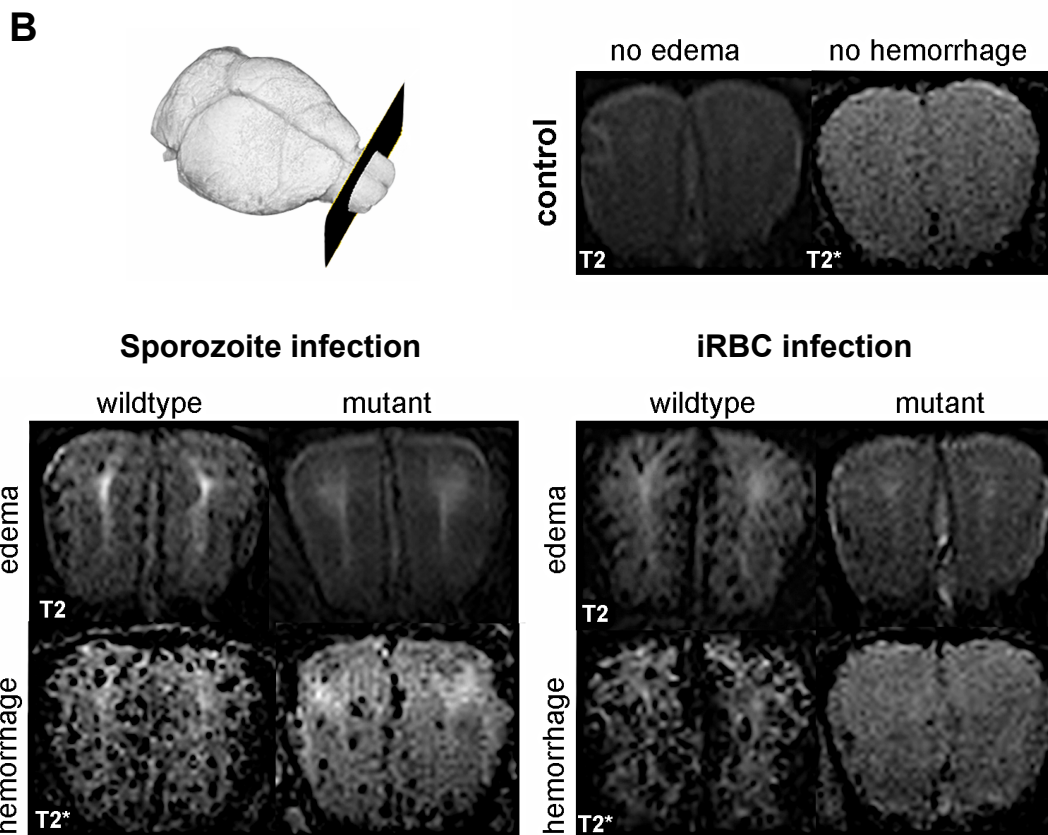 B
no edema no hemorrhage
control
T2 T2*
Sporozoite infection iRBC infection
wildtype mutant wildtype mutant
edema edema
T2 T2
hemorrhage hemorrhage
T2* T2*